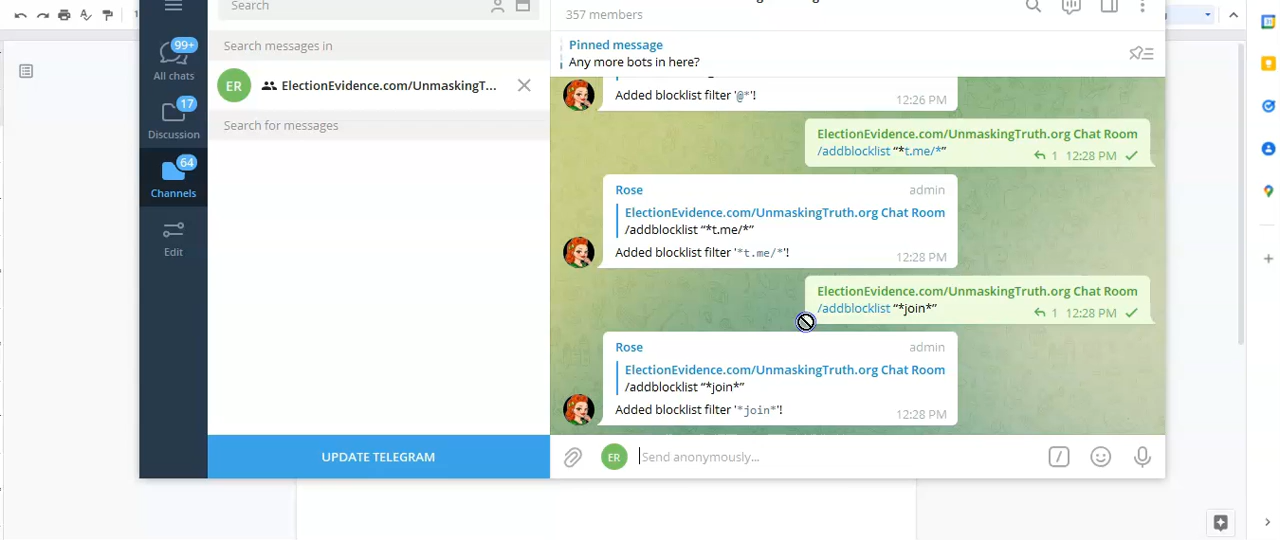 Search
357 members
Search messages in
Pinned message
Any more bots in here?
99+
All chats
ER
ElectionEvidence.com/UnmaskingT...
Search for messages
17
Discussion
64
Channels
Edit
Added blocklist filter '@*'!
12:26 PM
ElectionEvidence.com/UnmaskingTruth.org Chat Room
/addblocklist “*t.me/*”
1 12:28 PM
Rose
admin
ElectionEvidence.com/UnmaskingTruth.org Chat Room
/addblocklist “*t.me/*”
Added blocklist filter '*t.me/*'!
12:28 PM
ElectionEvidence.com/UnmaskingTruth.org Chat Room
/addblocklist “*join*”
1 12:28 PM
Rose
admin
ElectionEvidence.com/UnmaskingTruth.org Chat Room
/addblocklist “*join*”
Added blocklist filter '*join*'!
12:28 PM
UPDATE TELEGRAM
ER
Send anonymously...